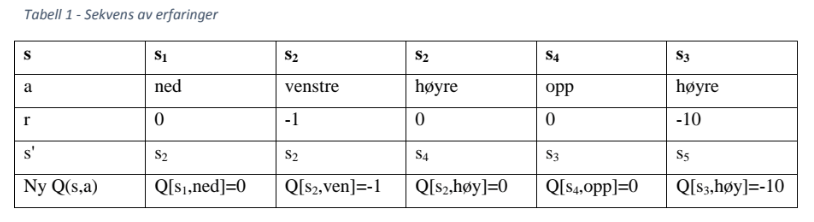 Tabell 1 - Sekvens av erfaringer
s s₁ s₂ s₂ s₄ s₃
a ned venstre høyre opp høyre
r 0 -1 0 0 -10
s' s₂ s₂ s₄ s₃ s₅
Ny Q(s,a) Q[s₁,ned]=0 Q[s₂,ven]=-1 Q[s₂,høy]=0 Q[s₄,opp]=0 Q[s₃,høy]=-10